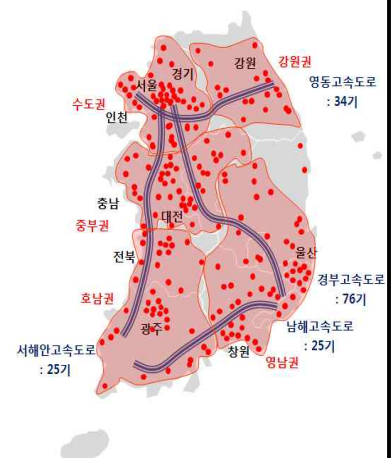 강원
강원권
경기
서울
영동고속도로
: 34기
수도권
인천
충남
대전
중부권
전북
울산
경부고속도로
: 76기
호남권
광주
남해고속도로
: 25기
서해안고속도로
: 25기
창원
영남권